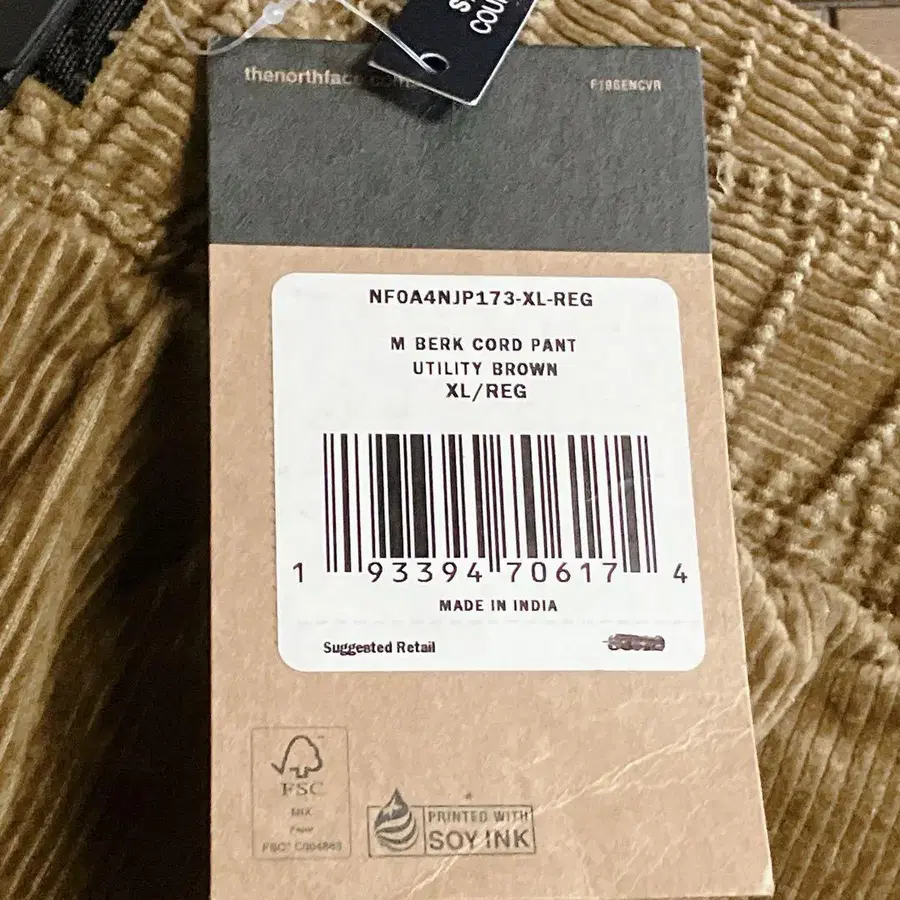 thenorthface.com
F19GENCVR
NF0A4NJP173-XL-REG
M BERK CORD PANT
UTILITY BROWN
XL/REG
1 93394 70617 4
MADE IN INDIA
Suggested Retail
FSC
MIX
Paper
PRINTED WITH
SOY INK